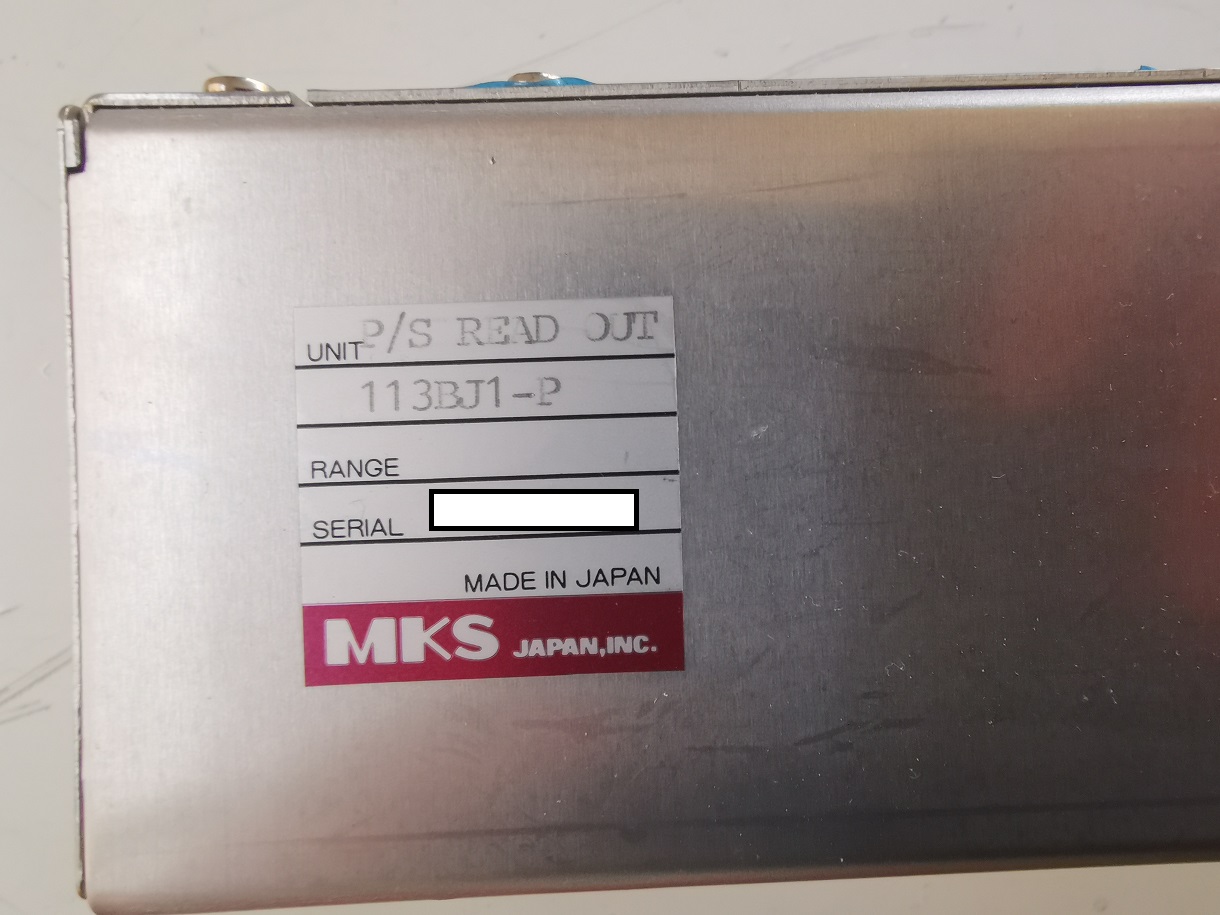 UNIT P/S READ OUT
113BJ1-P
RANGE
SERIAL
MADE IN JAPAN
MKS JAPAN, INC.